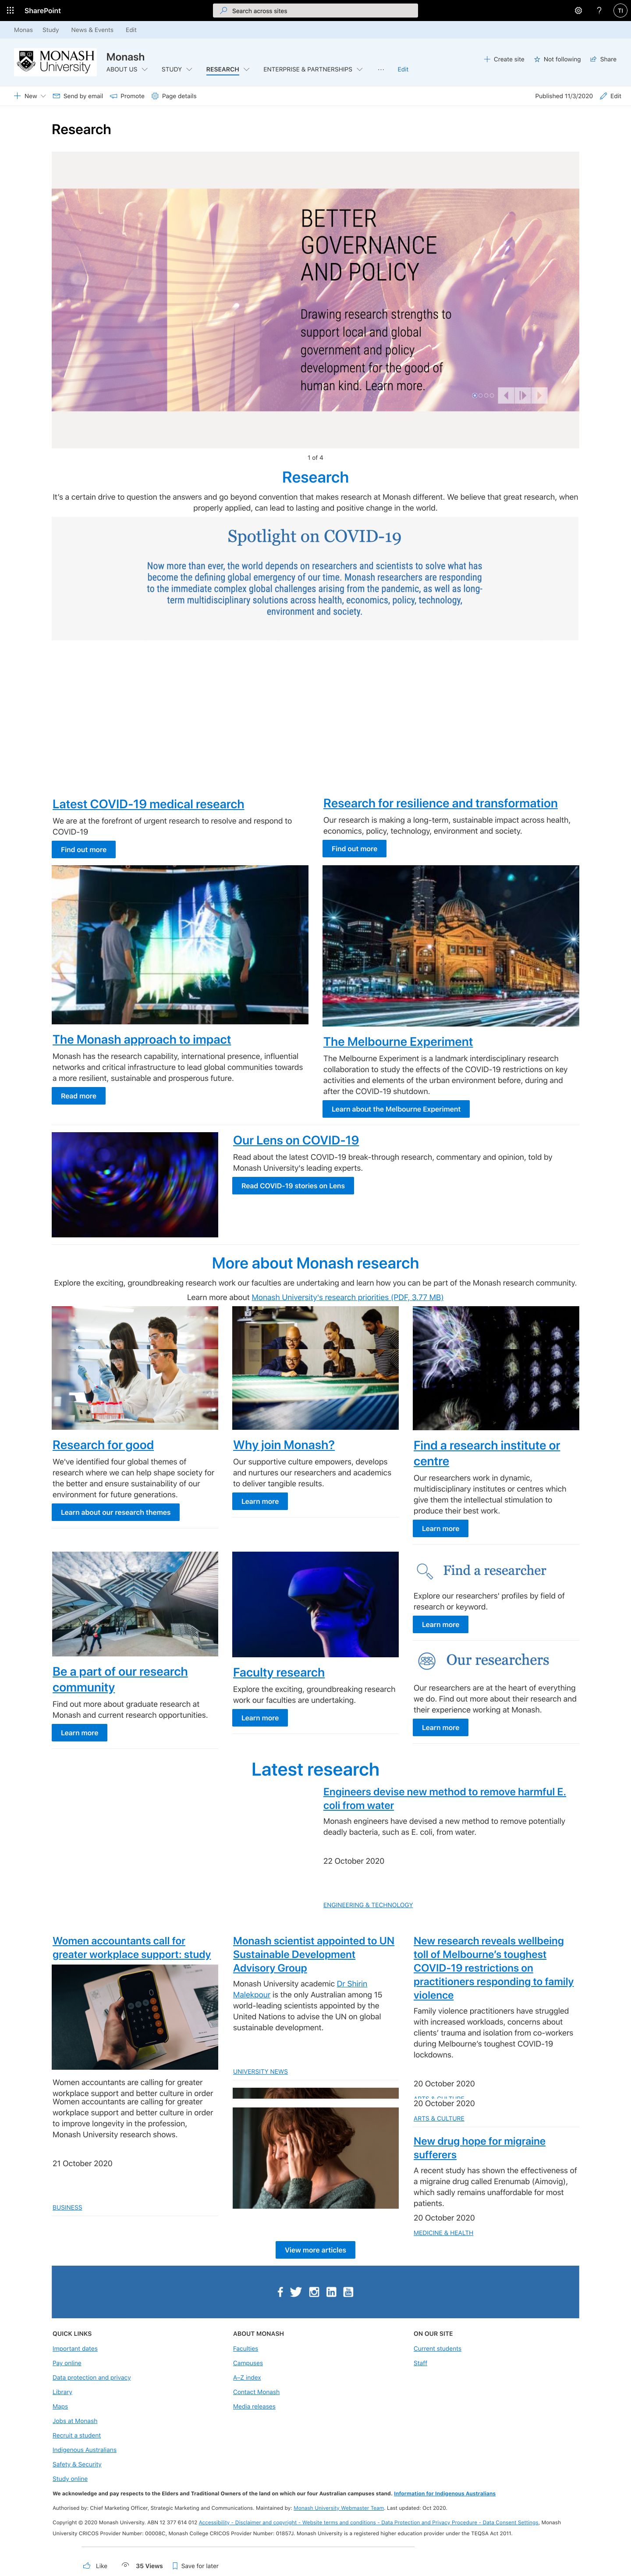 SharePoint
Search across sites
?
TI
Monas Study News & Events Edit
MONASH
University
Monash
ABOUT US STUDY RESEARCH ENTERPRISE & PARTNERSHIPS ··· Edit
Create site Not following Share
New Send by email Promote Page details
Published 11/3/2020 Edit
Research
BETTER
GOVERNANCE
AND POLICY
Drawing research strengths to
support local and global
government and policy
development for the good of
human kind. Learn more.
1 of 4
Research
It's a certain drive to question the answers and go beyond convention that makes research at Monash different. We believe that great research, when
properly applied, can lead to lasting and positive change in the world.
Spotlight on COVID-19
Now more than ever, the world depends on researchers and scientists to solve what has
become the defining global emergency of our time. Monash researchers are responding
to the immediate complex global challenges arising from the pandemic, as well as long-
term multidisciplinary solutions across health, economics, policy, technology,
environment and society.
Latest COVID-19 medical research
We are at the forefront of urgent research to resolve and respond to
COVID-19
Find out more
Research for resilience and transformation
Our research is making a long-term, sustainable impact across health,
economics, policy, technology, environment and society.
Find out more
The Monash approach to impact
Monash has the research capability, international presence, influential
networks and critical infrastructure to lead global communities towards
a more resilient, sustainable and prosperous future.
Read more
The Melbourne Experiment
The Melbourne Experiment is a landmark interdisciplinary research
collaboration to study the effects of the COVID-19 restrictions on key
activities and elements of the urban environment before, during and
after the COVID-19 shutdown.
Learn about the Melbourne Experiment
Our Lens on COVID-19
Read about the latest COVID-19 break-through research, commentary and opinion, told by
Monash University's leading experts.
Read COVID-19 stories on Lens
More about Monash research
Explore the exciting, groundbreaking research work our faculties are undertaking and learn how you can be part of the Monash research community.
Learn more about Monash University's research priorities (PDF, 3.77 MB)
Research for good
We've identified four global themes of
research where we can help shape society for
the better and ensure sustainability of our
environment for future generations.
Learn about our research themes
Why join Monash?
Our supportive culture empowers, develops
and nurtures our researchers and academics
to deliver tangible results.
Learn more
Find a research institute or
centre
Our researchers work in dynamic,
multidisciplinary institutes or centres which
give them the intellectual stimulation to
produce their best work.
Learn more
Be a part of our research
community
Find out more about graduate research at
Monash and current research opportunities.
Learn more
Faculty research
Explore the exciting, groundbreaking research
work our faculties are undertaking.
Learn more
Find a researcher
Explore our researchers' profiles by field of
research or keyword.
Learn more
Our researchers
Our researchers are at the heart of everything
we do. Find out more about their research and
their experience working at Monash.
Learn more
Latest research
Engineers devise new method to remove harmful E.
coli from water
Monash engineers have devised a new method to remove potentially
deadly bacteria, such as E. coli, from water.
22 October 2020
ENGINEERING & TECHNOLOGY
Women accountants call for
greater workplace support: study
Women accountants are calling for greater
workplace support and better culture in order
Women accountants are calling for greater
workplace support and better culture in order
to improve longevity in the profession,
Monash University research shows.
21 October 2020
BUSINESS
Monash scientist appointed to UN
Sustainable Development
Advisory Group
Monash University academic Dr Shirin
Malekpour is the only Australian among 15
world-leading scientists appointed by the
United Nations to advise the UN on global
sustainable development.
UNIVERSITY NEWS
New research reveals wellbeing
toll of Melbourne's toughest
COVID-19 restrictions on
practitioners responding to family
violence
Family violence practitioners have struggled
with increased workloads, concerns about
clients' trauma and isolation from co-workers
during Melbourne's toughest COVID-19
lockdowns.
20 October 2020
ARTS & CULTURE
20 October 2020
ARTS & CULTURE
New drug hope for migraine
sufferers
A recent study has shown the effectiveness of
a migraine drug called Erenumab (Aimovig),
which sadly remains unaffordable for most
patients.
20 October 2020
MEDICINE & HEALTH
View more articles
QUICK LINKS
Important dates
Pay online
Data protection and privacy
Library
Maps
Jobs at Monash
Recruit a student
Indigenous Australians
Safety & Security
Study online
ABOUT MONASH
Faculties
Campuses
A–Z index
Contact Monash
Media releases
ON OUR SITE
Current students
Staff
We acknowledge and pay respects to the Elders and Traditional Owners of the land on which our four Australian campuses stand. Information for Indigenous Australians
Authorised by: Chief Marketing Officer, Strategic Marketing and Communications. Maintained by: Monash University Webmaster Team. Last updated: Oct 2020.
Copyright © 2020 Monash University. ABN 12 377 614 012 Accessibility - Disclaimer and copyright - Website terms and conditions - Data Protection and Privacy Procedure - Data Consent Settings, Monash
University CRICOS Provider Number: 00008C, Monash College CRICOS Provider Number: 01857J. Monash University is a registered higher education provider under the TEQSA Act 2011.
Like 35 Views Save for later